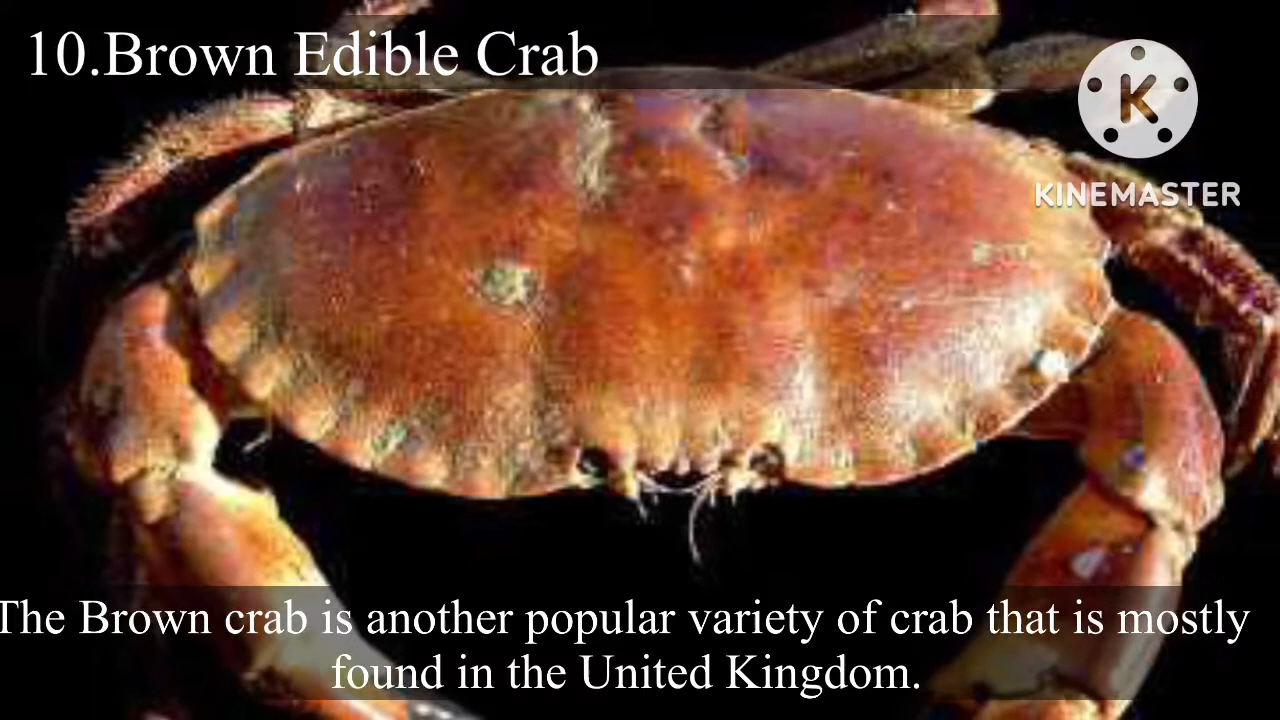 10.Brown Edible Crab
K
KINEMASTER
The Brown crab is another popular variety of crab that is mostly
found in the United Kingdom.